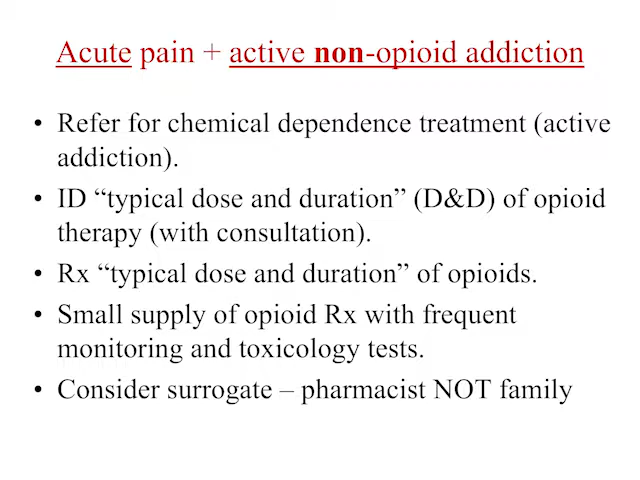 Acute pain + active non-opioid addiction
• Refer for chemical dependence treatment (active
addiction).
• ID “typical dose and duration” (D&D) of opioid
therapy (with consultation).
• Rx “typical dose and duration” of opioids.
• Small supply of opioid Rx with frequent
monitoring and toxicology tests.
• Consider surrogate – pharmacist NOT family